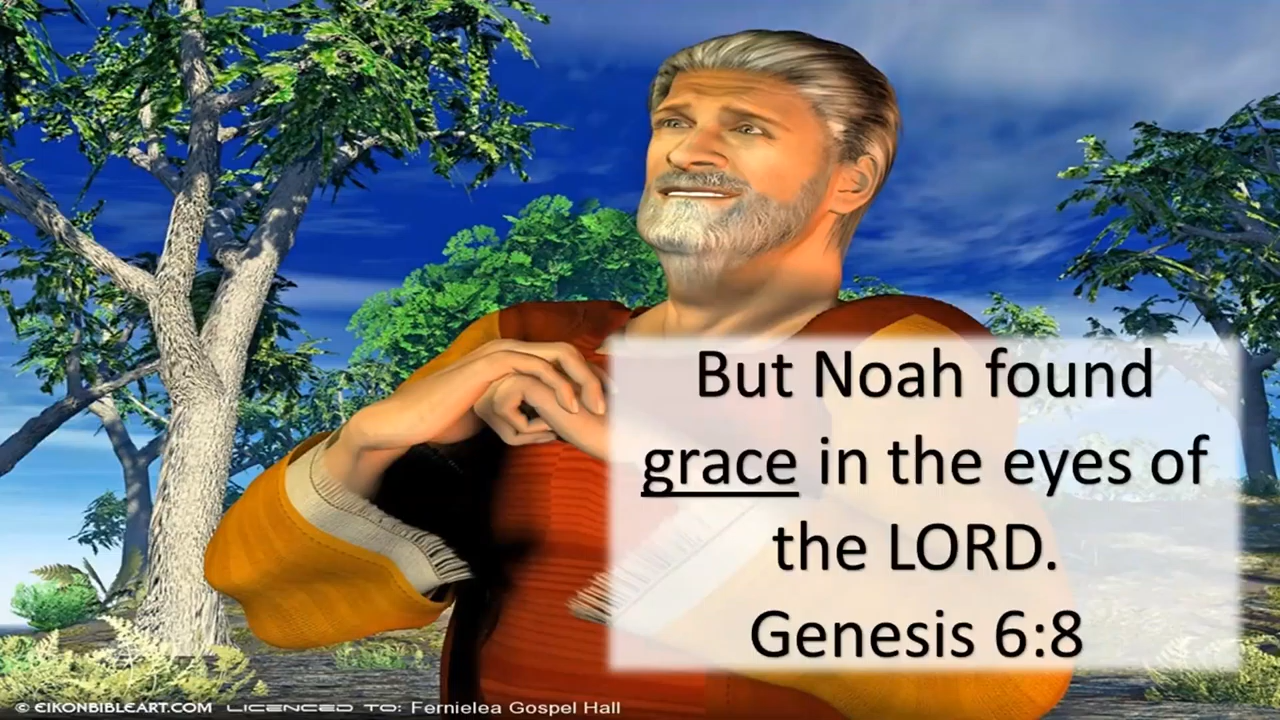 But Noah found
grace in the eyes of
the LORD.
Genesis 6:8
© EIKONBIBLEART.COM LICENCED TO: Fernielea Gospel Hall